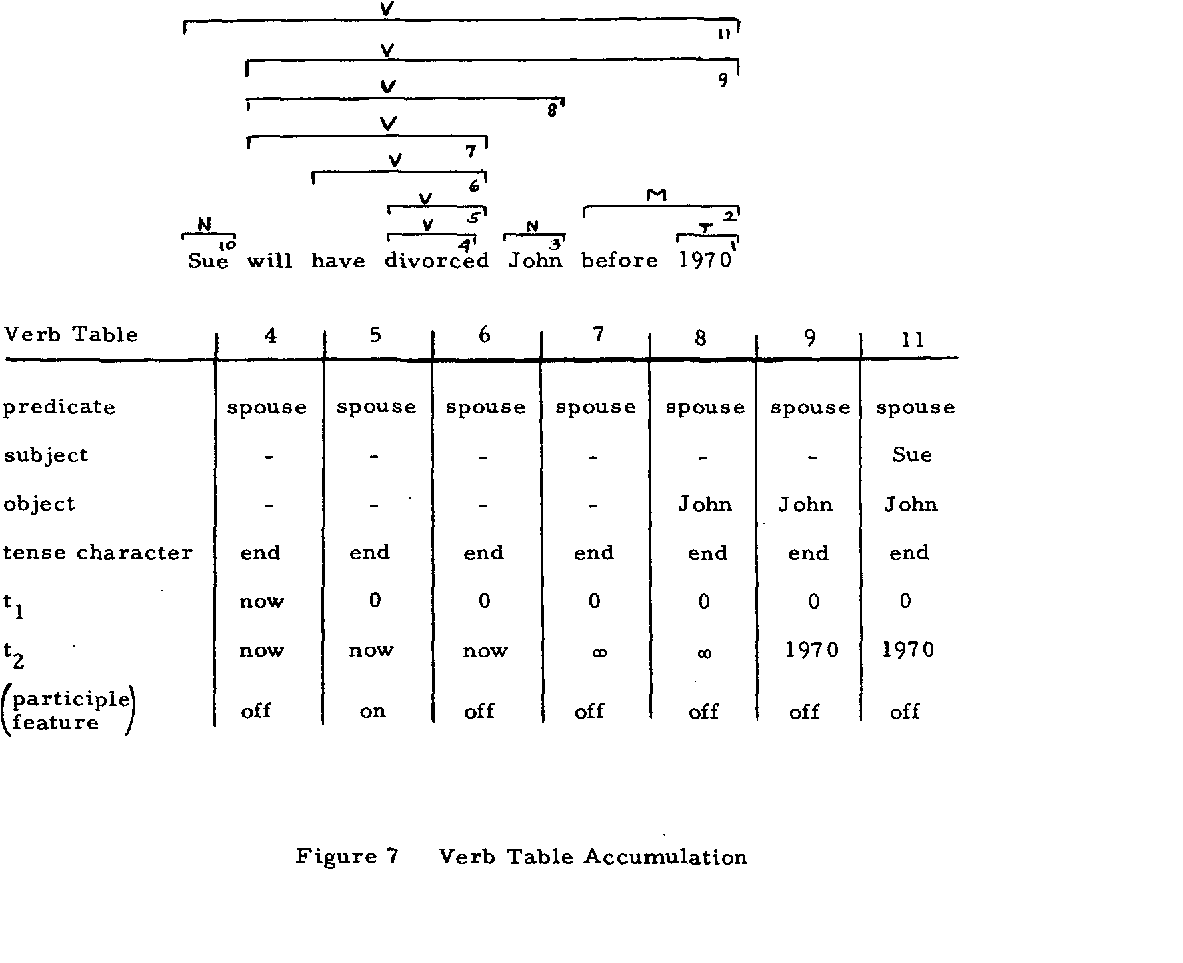 V
11
V
9
V
8
V
7
V
6
V M
5 2
N V N T
10 4 3 1
Sue will have divorced John before 1970
Verb Table 4 5 6 7 8 9 11
predicate spouse spouse spouse spouse spouse spouse spouse
subject - - - - - - Sue
object - - - - John John John
tense character end end end end end end end
t1 now 0 0 0 0 0 0
t2 now now now ∞ ∞ 1970 1970
(participle
feature) off on off off off off off
Figure 7 Verb Table Accumulation